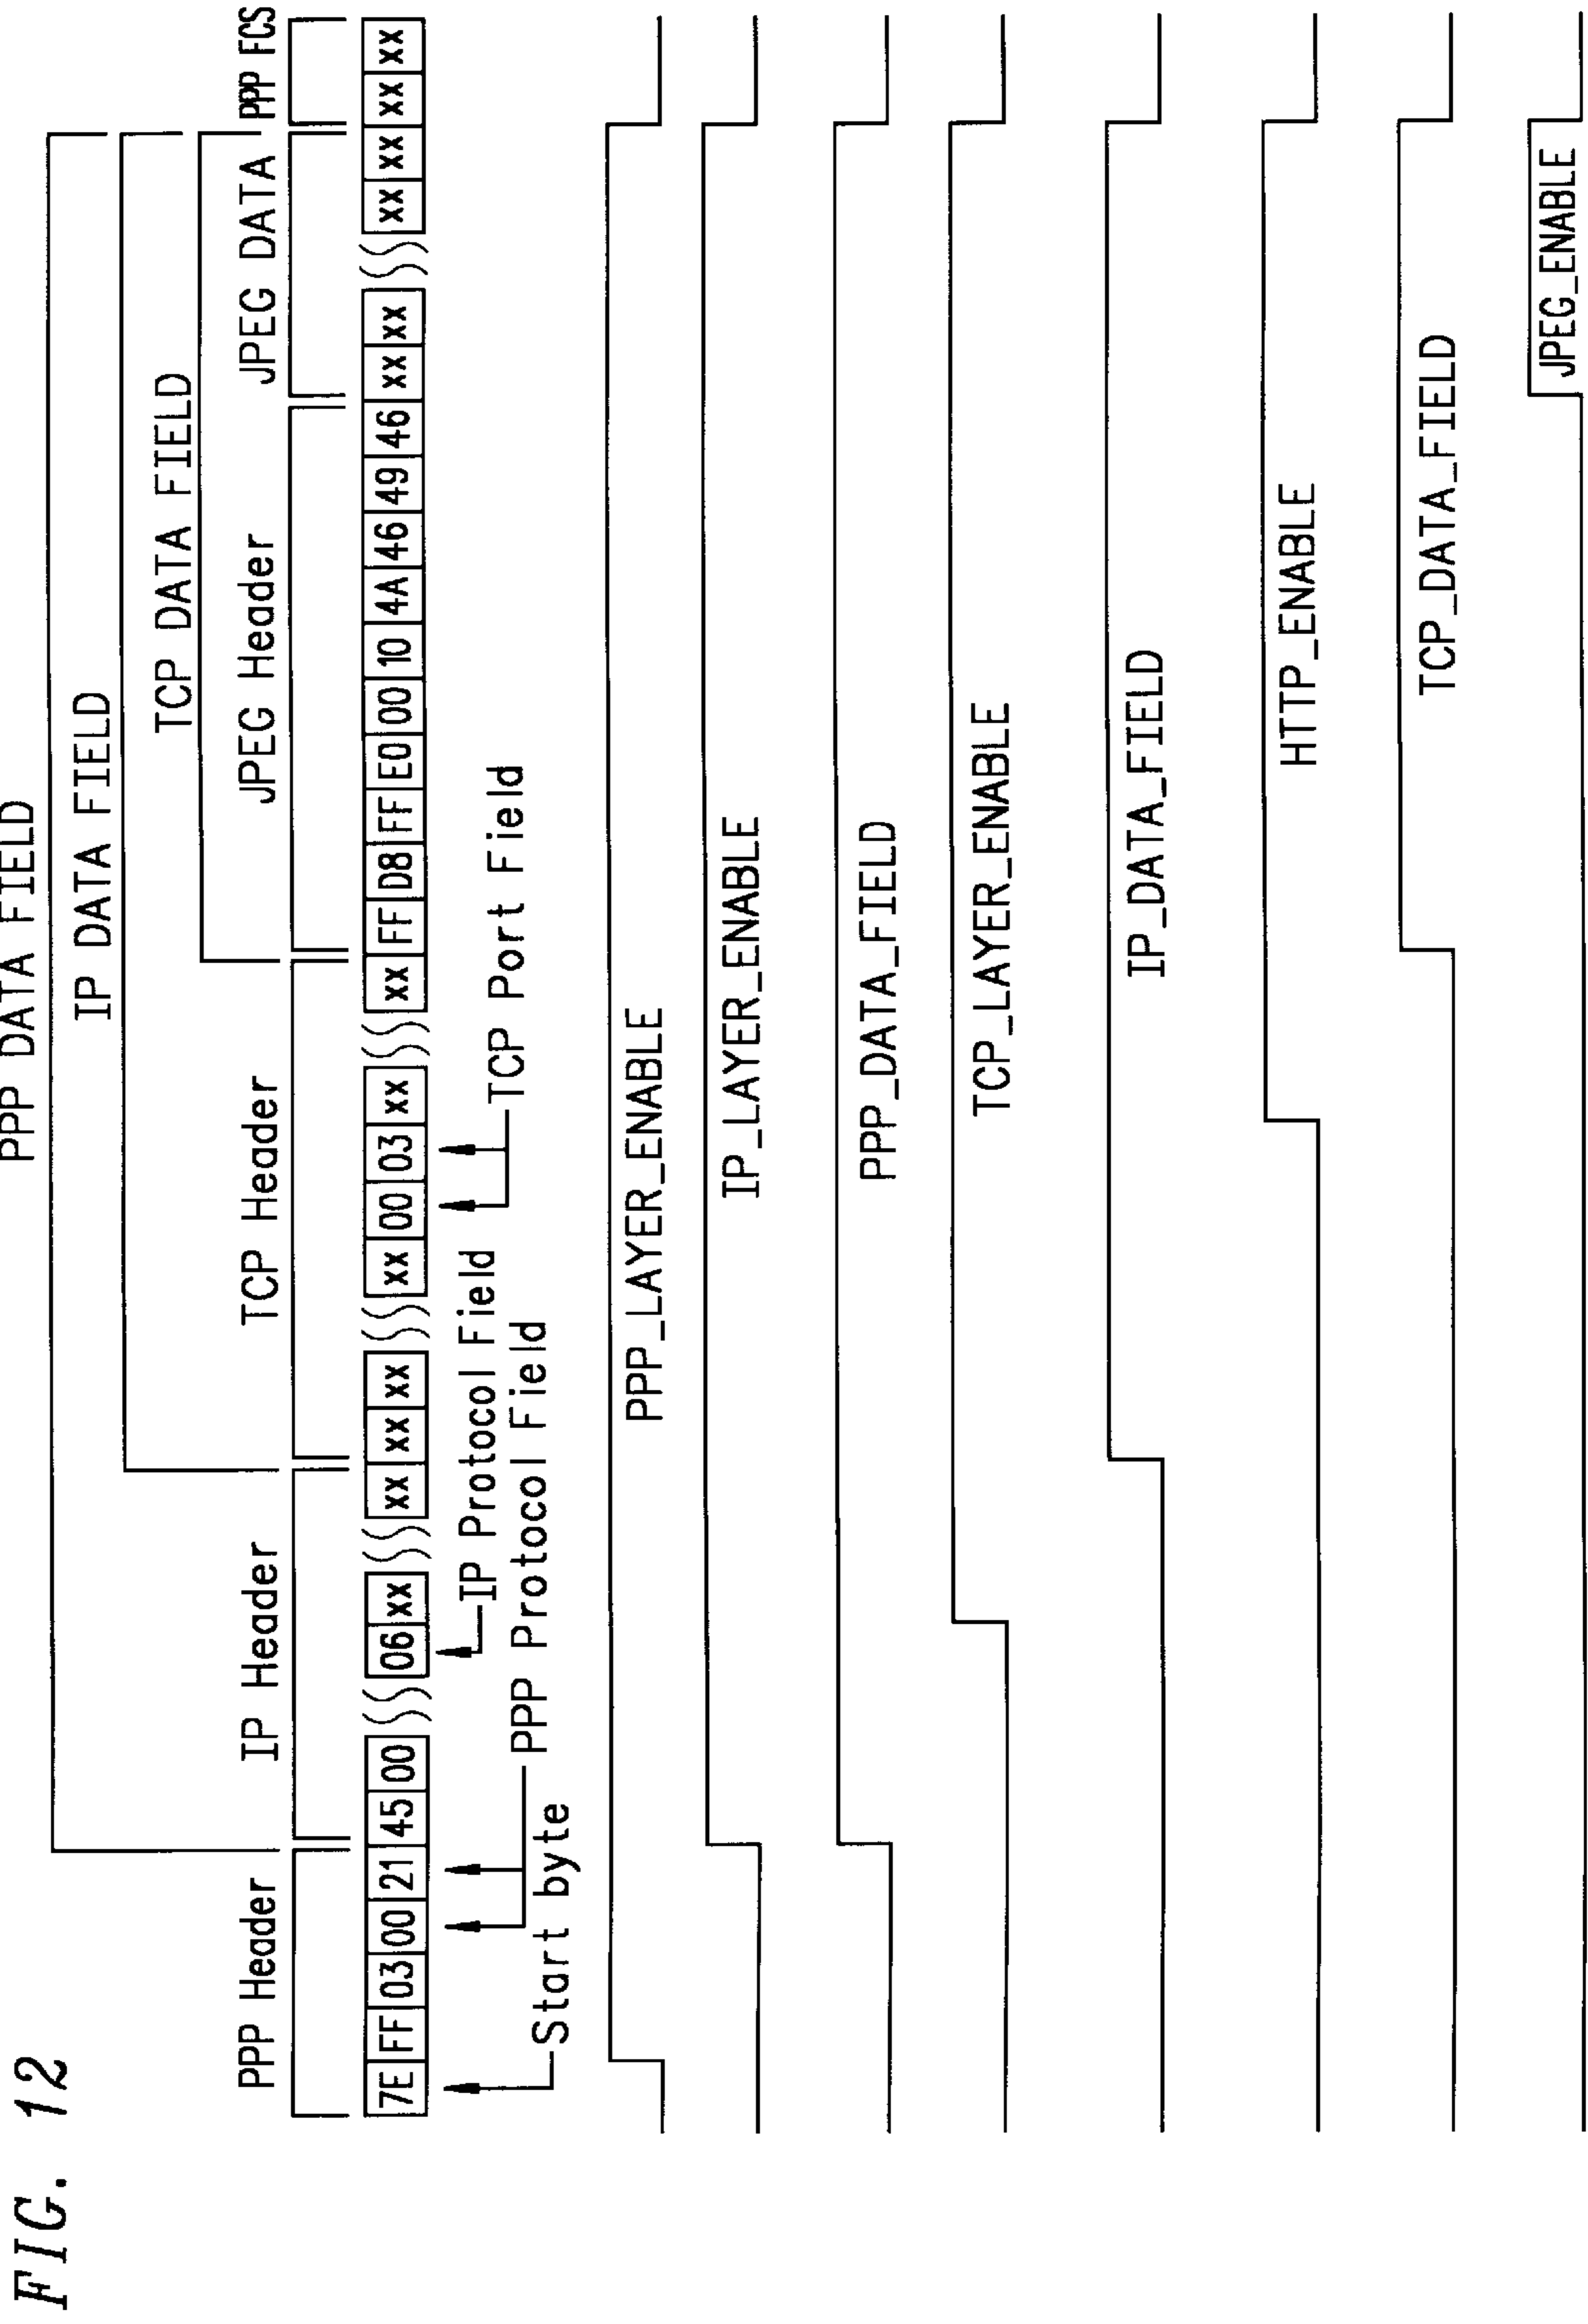 FIG. 12
PPP DATA FIELD
IP DATA FIELD
TCP DATA FIELD
PPP Header IP Header TCP Header JPEG Header JPEG DATA PPP FCS
7E FF 03 00 21 45 00 06 xx xx xx xx xx 00 03 xx xx FF D8 FF E0 00 10 4A 46 49 46 xx xx xx xx xx xx
IP Protocol Field
TCP Port Field
PPP Protocol Field
Start byte
PPP_LAYER_ENABLE
IP_LAYER_ENABLE
PPP_DATA_FIELD
TCP_LAYER_ENABLE
IP_DATA_FIELD
HTTP_ENABLE
TCP_DATA_FIELD
JPEG_ENABLE